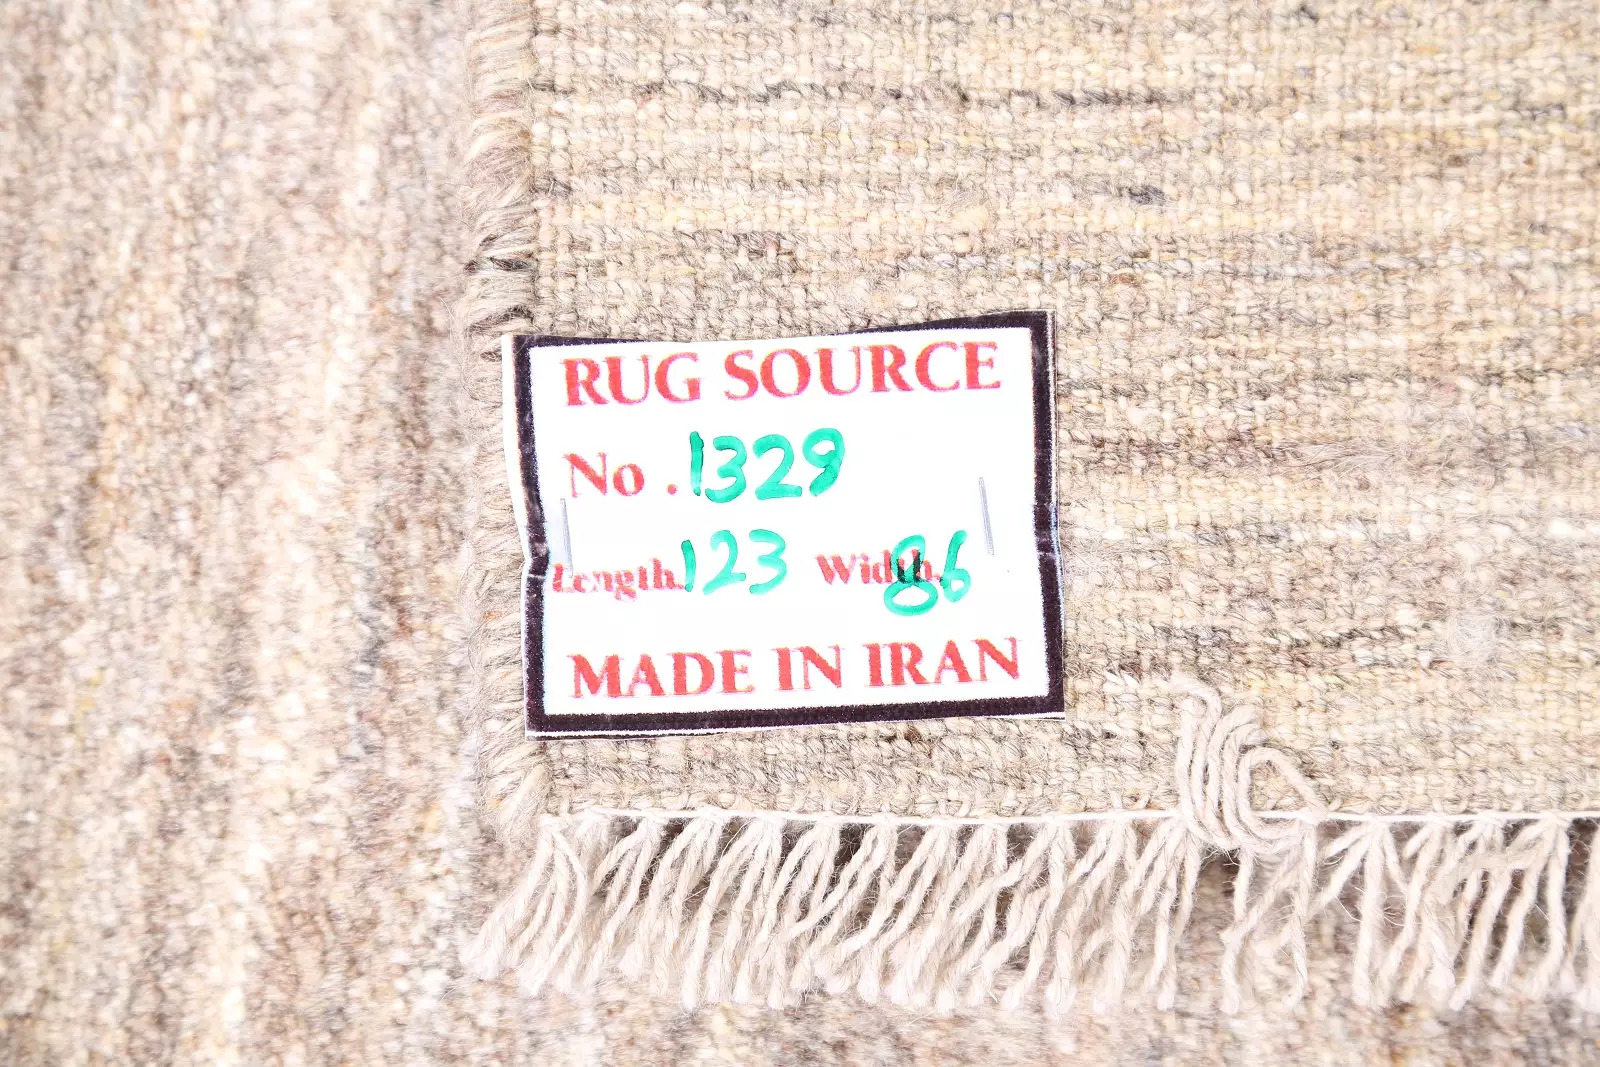 RUG SOURCE
No .1329
Length.123 Width.86
MADE IN IRAN